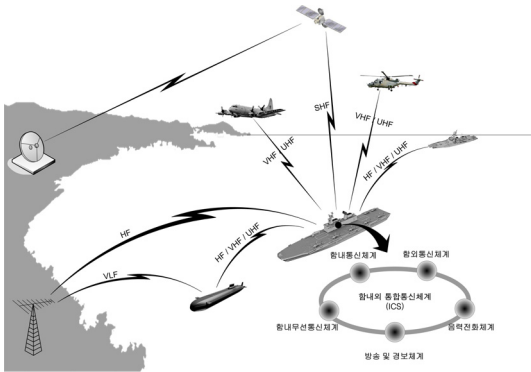 SHF
VHF / UHF
VHF / UHF
HF / VHF / UHF
HF
HF / VHF / UHF
VLF
함내통신체계
함외통신체계
함내외 통합통신체계
(ICS)
함내무선통신체계
음력전화체계
방송 및 경보체계